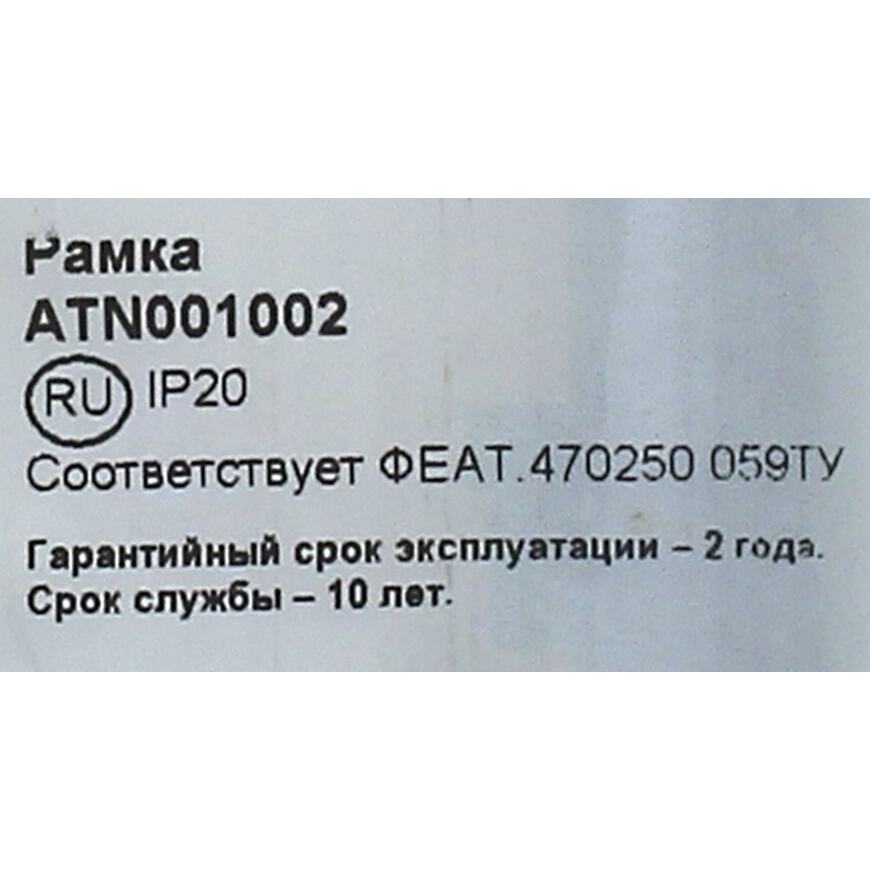 Рамка
ATN001002
RU IP20
Соответствует ФЕАТ.470250 059ТУ
Гарантийный срок эксплуатации – 2 года.
Срок службы – 10 лет.